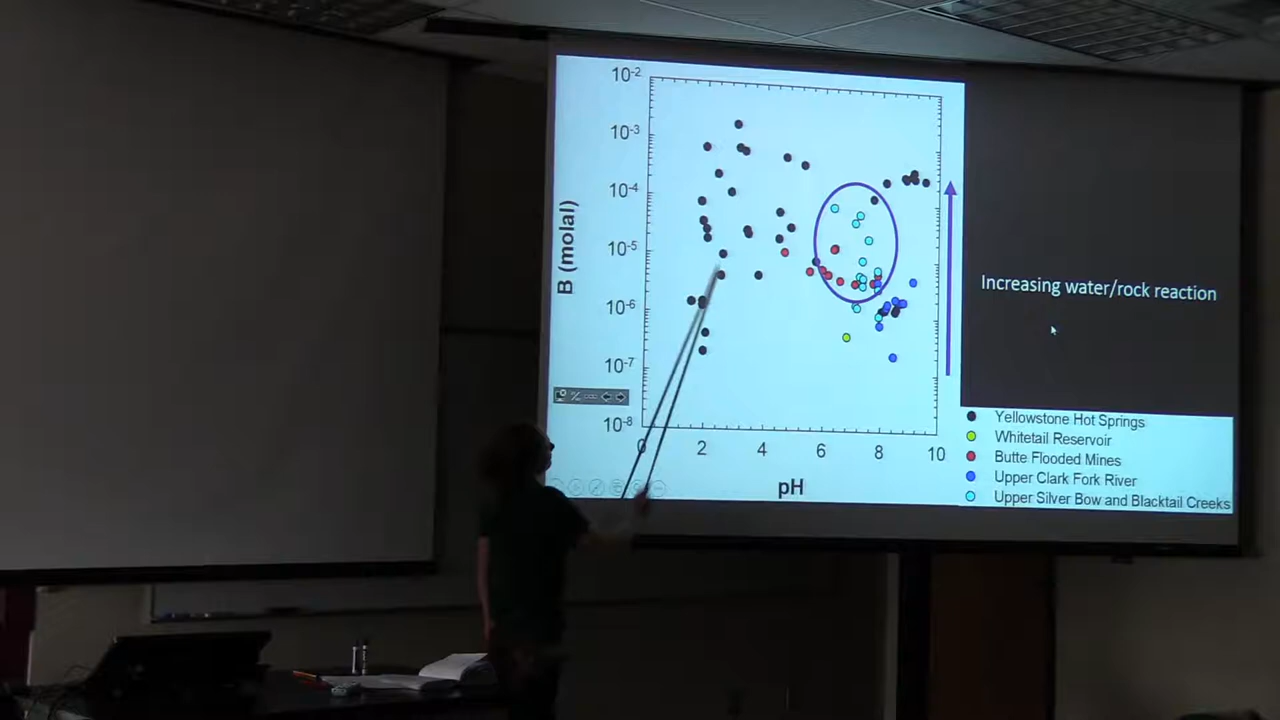 10-2
10-3
10-4
10-5
10-6
10-7
10-8
B (molal)
0 2 4 6 8 10
pH
Increasing water/rock reaction
Yellowstone Hot Springs
Whitetail Reservoir
Butte Flooded Mines
Upper Clark Fork River
Upper Silver Bow and Blacktail Creeks